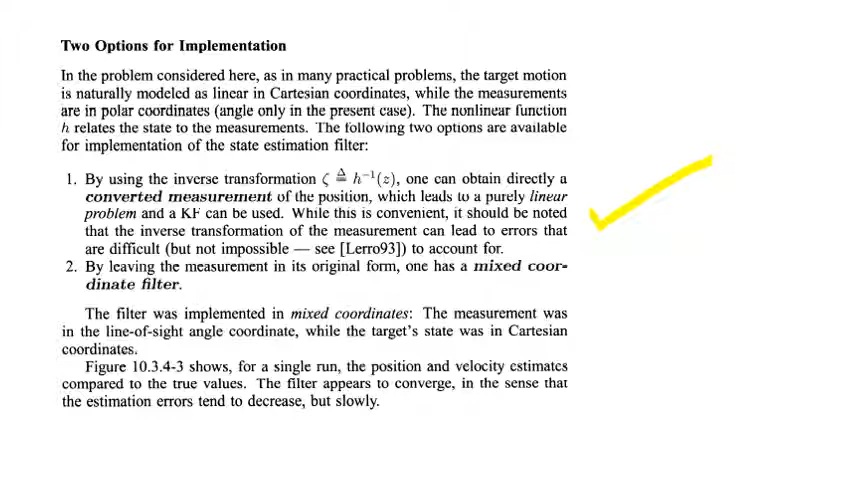 Two Options for Implementation
In the problem considered here, as in many practical problems, the target motion
is naturally modeled as linear in Cartesian coordinates, while the measurements
are in polar coordinates (angle only in the present case). The nonlinear function
h relates the state to the measurements. The following two options are available
for implementation of the state estimation filter:
1. By using the inverse transformation ζ ≜ h⁻¹(z), one can obtain directly a
converted measurement of the position, which leads to a purely linear
problem and a KF can be used. While this is convenient, it should be noted
that the inverse transformation of the measurement can lead to errors that
are difficult (but not impossible — see [Lerro93]) to account for.
2. By leaving the measurement in its original form, one has a mixed coor-
dinate filter.
The filter was implemented in mixed coordinates: The measurement was
in the line-of-sight angle coordinate, while the target's state was in Cartesian
coordinates.
Figure 10.3.4-3 shows, for a single run, the position and velocity estimates
compared to the true values. The filter appears to converge, in the sense that
the estimation errors tend to decrease, but slowly.